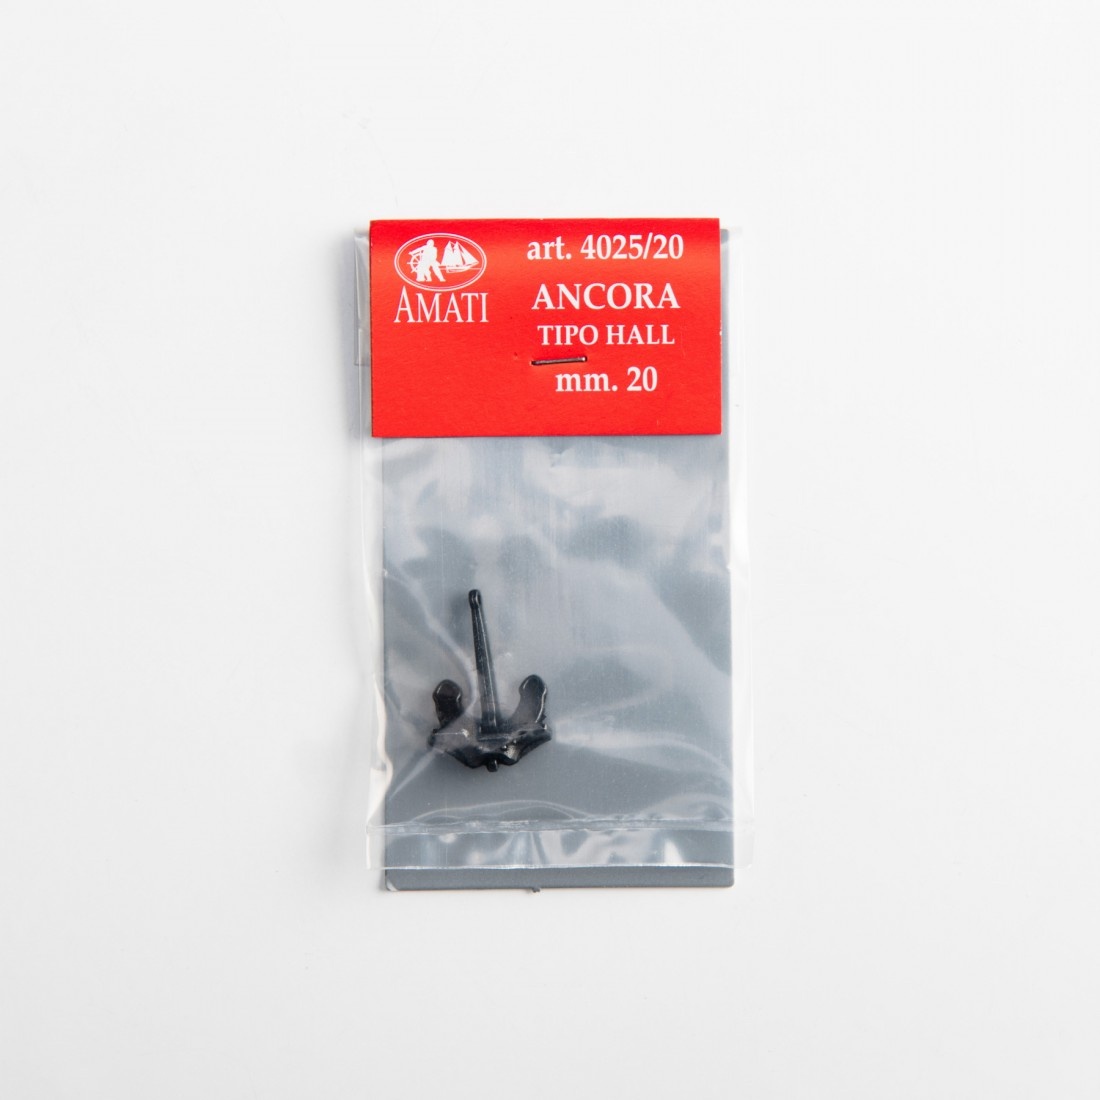 AMATI
art. 4025/20
ANCORA
TIPO HALL
mm. 20